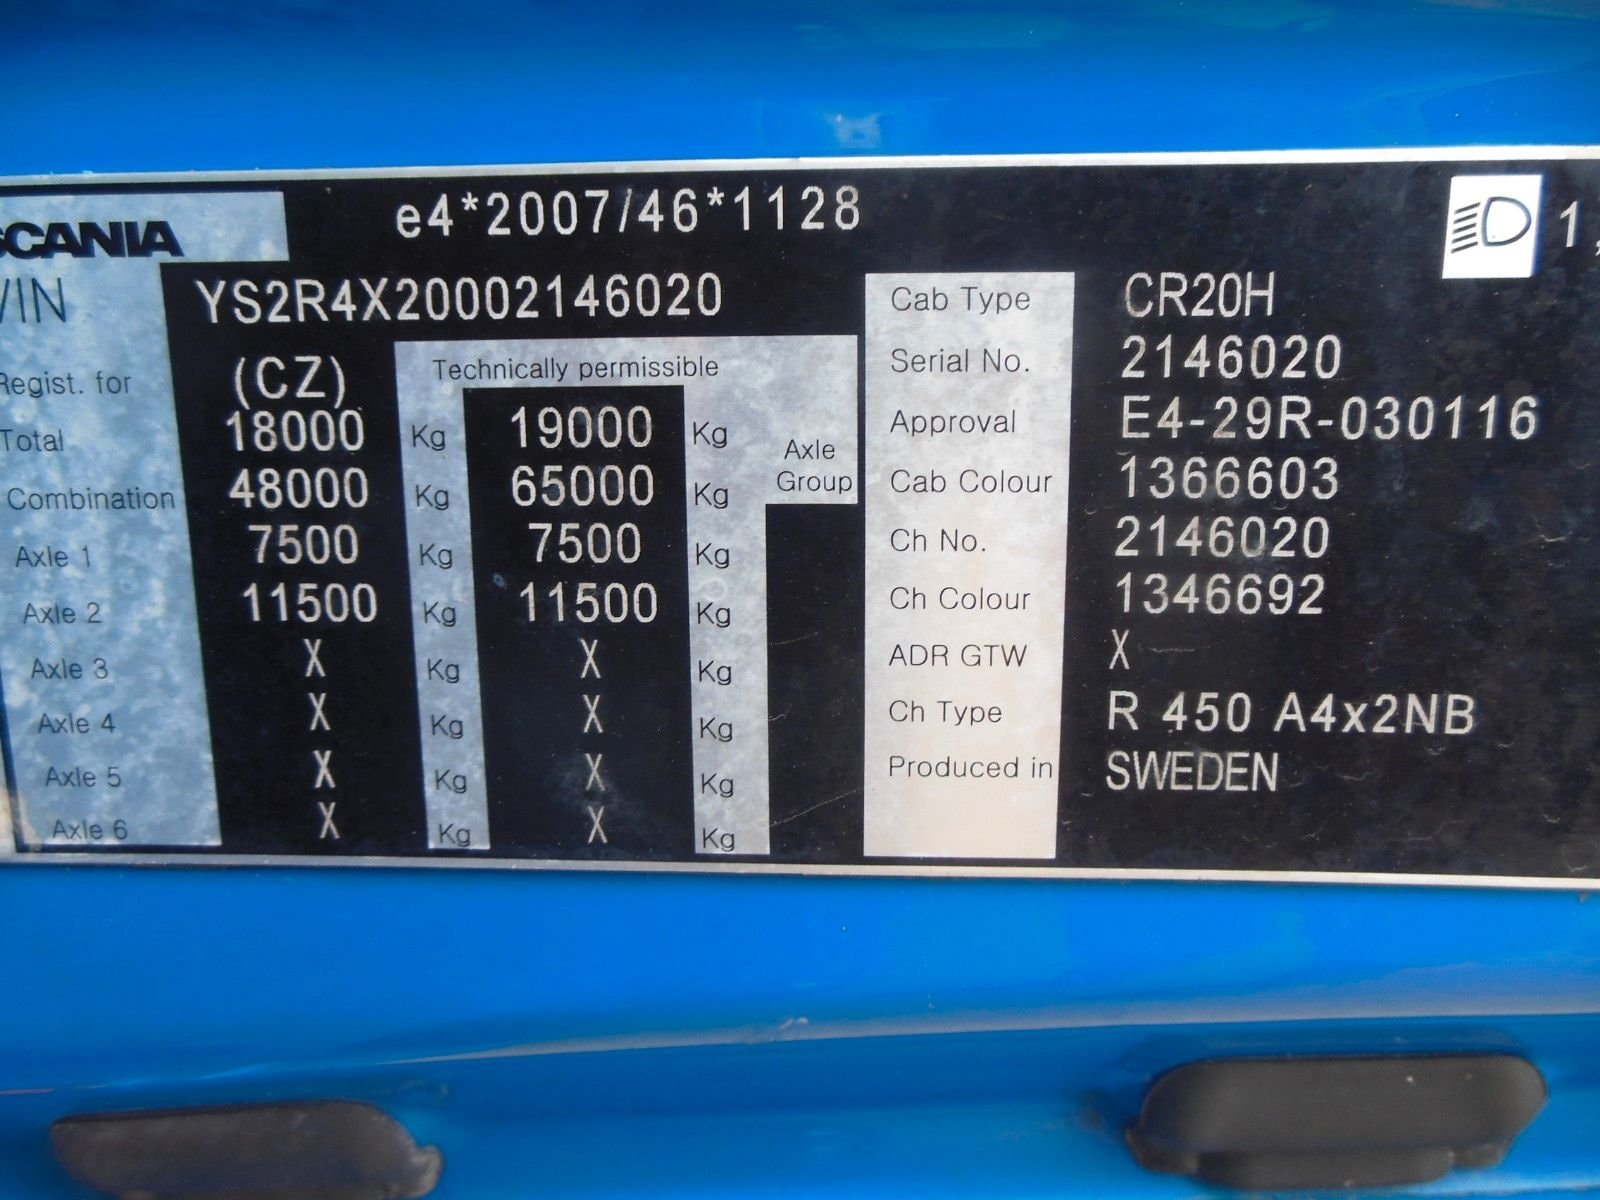 SCANIA e4*2007/46*1128 1,
VIN YS2R4X20002146020
Regist. for (CZ) Technically permissible
Total 18000 Kg 19000 Kg
Combination 48000 Kg 65000 Kg Axle Group
Axle 1 7500 Kg 7500 Kg
Axle 2 11500 Kg 11500 Kg
Axle 3 X Kg X Kg
Axle 4 X Kg X Kg
Axle 5 X Kg X Kg
Axle 6 X Kg X Kg
Cab Type CR20H
Serial No. 2146020
Approval E4-29R-030116
Cab Colour 1366603
Ch No. 2146020
Ch Colour 1346692
ADR GTW X
Ch Type R 450 A4x2NB
Produced in SWEDEN